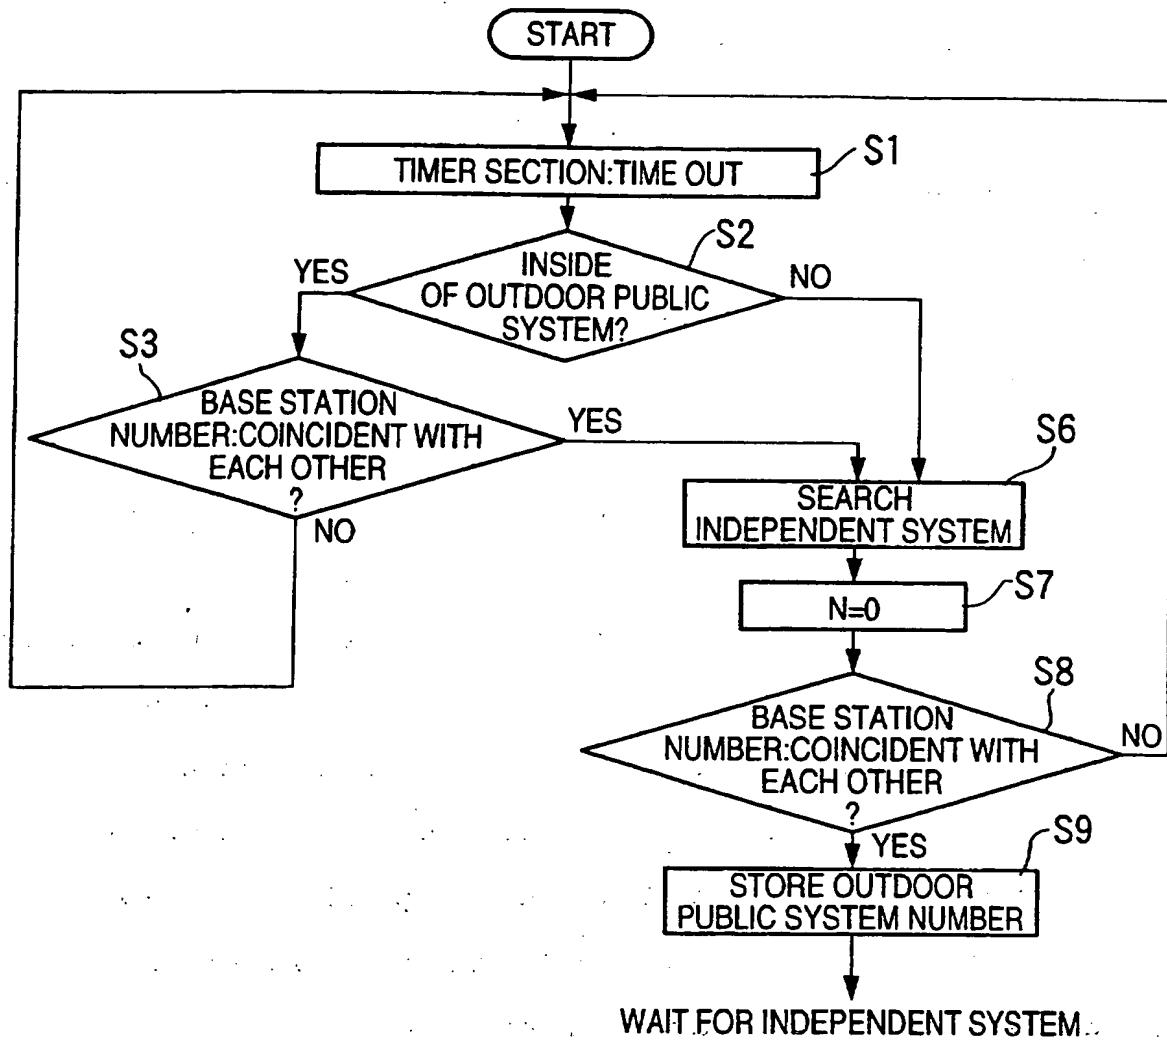 START
TIMER SECTION:TIME OUT
S1
S2
INSIDE
OF OUTDOOR PUBLIC
SYSTEM?
YES
NO
S3
BASE STATION
NUMBER:COINCIDENT WITH
EACH OTHER
?
YES
NO
S6
SEARCH
INDEPENDENT SYSTEM
S7
N=0
S8
BASE STATION
NUMBER:COINCIDENT WITH
EACH OTHER
?
NO
YES
S9
STORE OUTDOOR
PUBLIC SYSTEM NUMBER
WAIT FOR INDEPENDENT SYSTEM